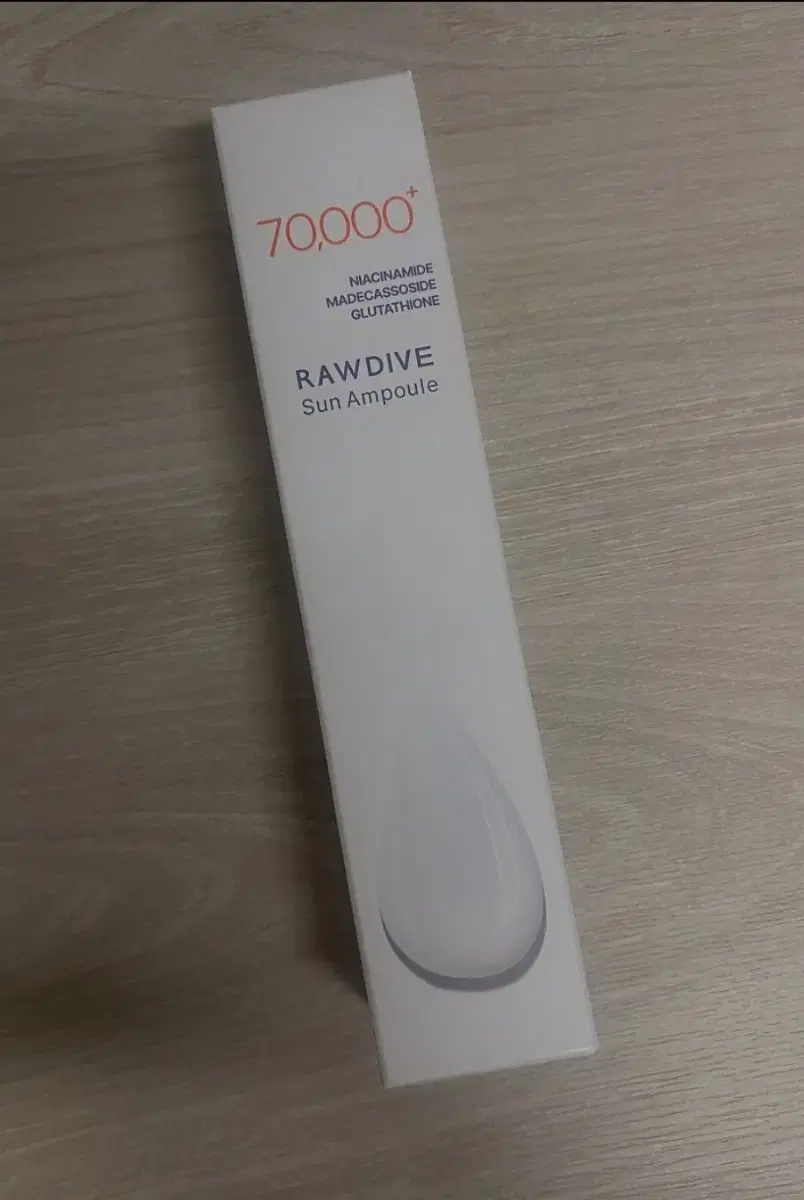 70,000+
NIACINAMIDE
MADECASSOSIDE
GLUTATHIONE
RAWDIVE
Sun Ampoule